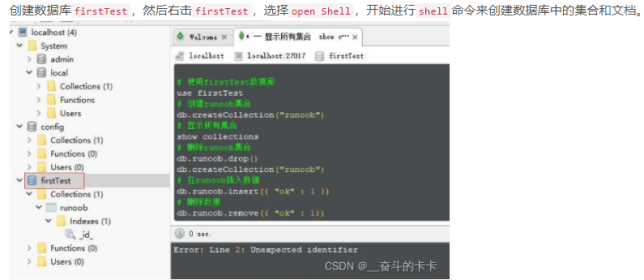 创建数据库 firstTest，然后右击 firstTest，选择 open Shell，开始进行 shell 命令来创建数据库中的集合和文档。
localhost (4)
System
admin
local
Collections (1)
Functions
Users
config
Collections (1)
Functions (0)
Users (0)
firstTest
Collections (1)
runoob
Indexes (1)
_id_
Functions (0)
Users (0)
Welcome ×
* — 显示所有集合 show c⋯ ×
localhost localhost:27017 firstTest
# 使用firstTest数据库
use firstTest
# 创建runoob集合
db.createCollection("runoob")
# 显示所有集合
show collections
# 删除runoob集合
db.runoob.drop()
db.createCollection("runoob")
# 在runoob插入数据
db.runoob.insert[{ "ok" : 1 })
# 删除数据
db.runoob.remove[{ "ok" : 1})
0 sec.
Error: Line 2: Unexpected identifier
CSDN @__奋斗的卡卡